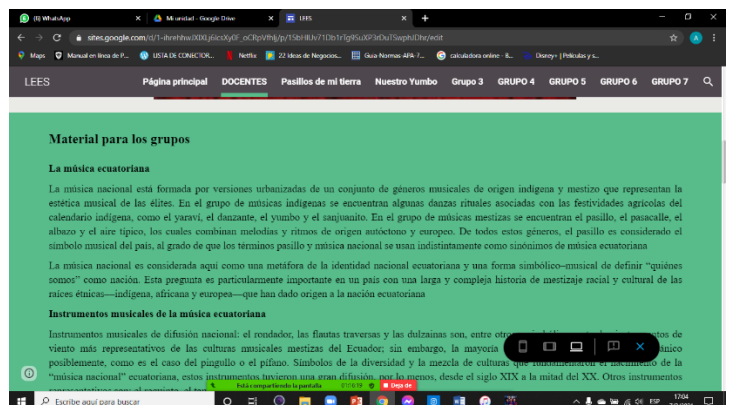 (6) WhatsApp
Mi unidad - Google Drive
LEES
sites.google.com
Maps
Manual en línea de P...
LISTA DE CONECTOR...
Netflix
22 Ideas de Negocios...
Guia-Normas-APA-7...
calculadora online - B...
Disney+ | Películas y s...
LEES
Página principal
DOCENTES
Pasillos de mi tierra
Nuestro Yumbo
Grupo 3
GRUPO 4
GRUPO 5
GRUPO 6
GRUPO 7
Material para los grupos
La música ecuatoriana
La música nacional está formada por versiones urbanizadas de un conjunto de géneros musicales de origen indígena y mestizo que representan la
estética musical de las élites. En el grupo de músicas indígenas se encuentran algunas danzas rituales asociadas con las festividades agrícolas del
calendario indígena, como el yaraví, el danzante, el yumbo y el sanjuanito. En el grupo de músicas mestizas se encuentran el pasillo, el pasacalle, el
albazo y el aire típico, los cuales combinan melodías y ritmos de origen autóctono y europeo. De todos estos géneros, el pasillo es considerado el
símbolo musical del país, al grado de que los términos pasillo y música nacional se usan indistintamente como sinónimos de música ecuatoriana
La música nacional es considerada aquí como una metáfora de la identidad nacional ecuatoriana y una forma simbólico–musical de definir “quiénes
somos” como nación. Esta pregunta es particularmente importante en un país con una larga y compleja historia de mestizaje racial y cultural de las
raíces étnicas—indígena, africana y europea—que han dado origen a la nación ecuatoriana
Instrumentos musicales de la música ecuatoriana
Instrumentos musicales de difusión nacional: el rondador, las flautas traversas y las dulzainas son, entre
viento más representativos de las culturas musicales mestizas del Ecuador; sin embargo, la mayoría
posiblemente, como es el caso del pingullo o el pífano. Símbolos de la diversidad y la mezcla de culturas que
“música nacional” ecuatoriana, estos instrumentos tuvieron una gran difusión, por lo menos, desde el siglo XIX a la mitad del XX. Otros instrumentos
Está compartiendo la pantalla
Deja de
Escribe aquí para buscar
ESP
17:04